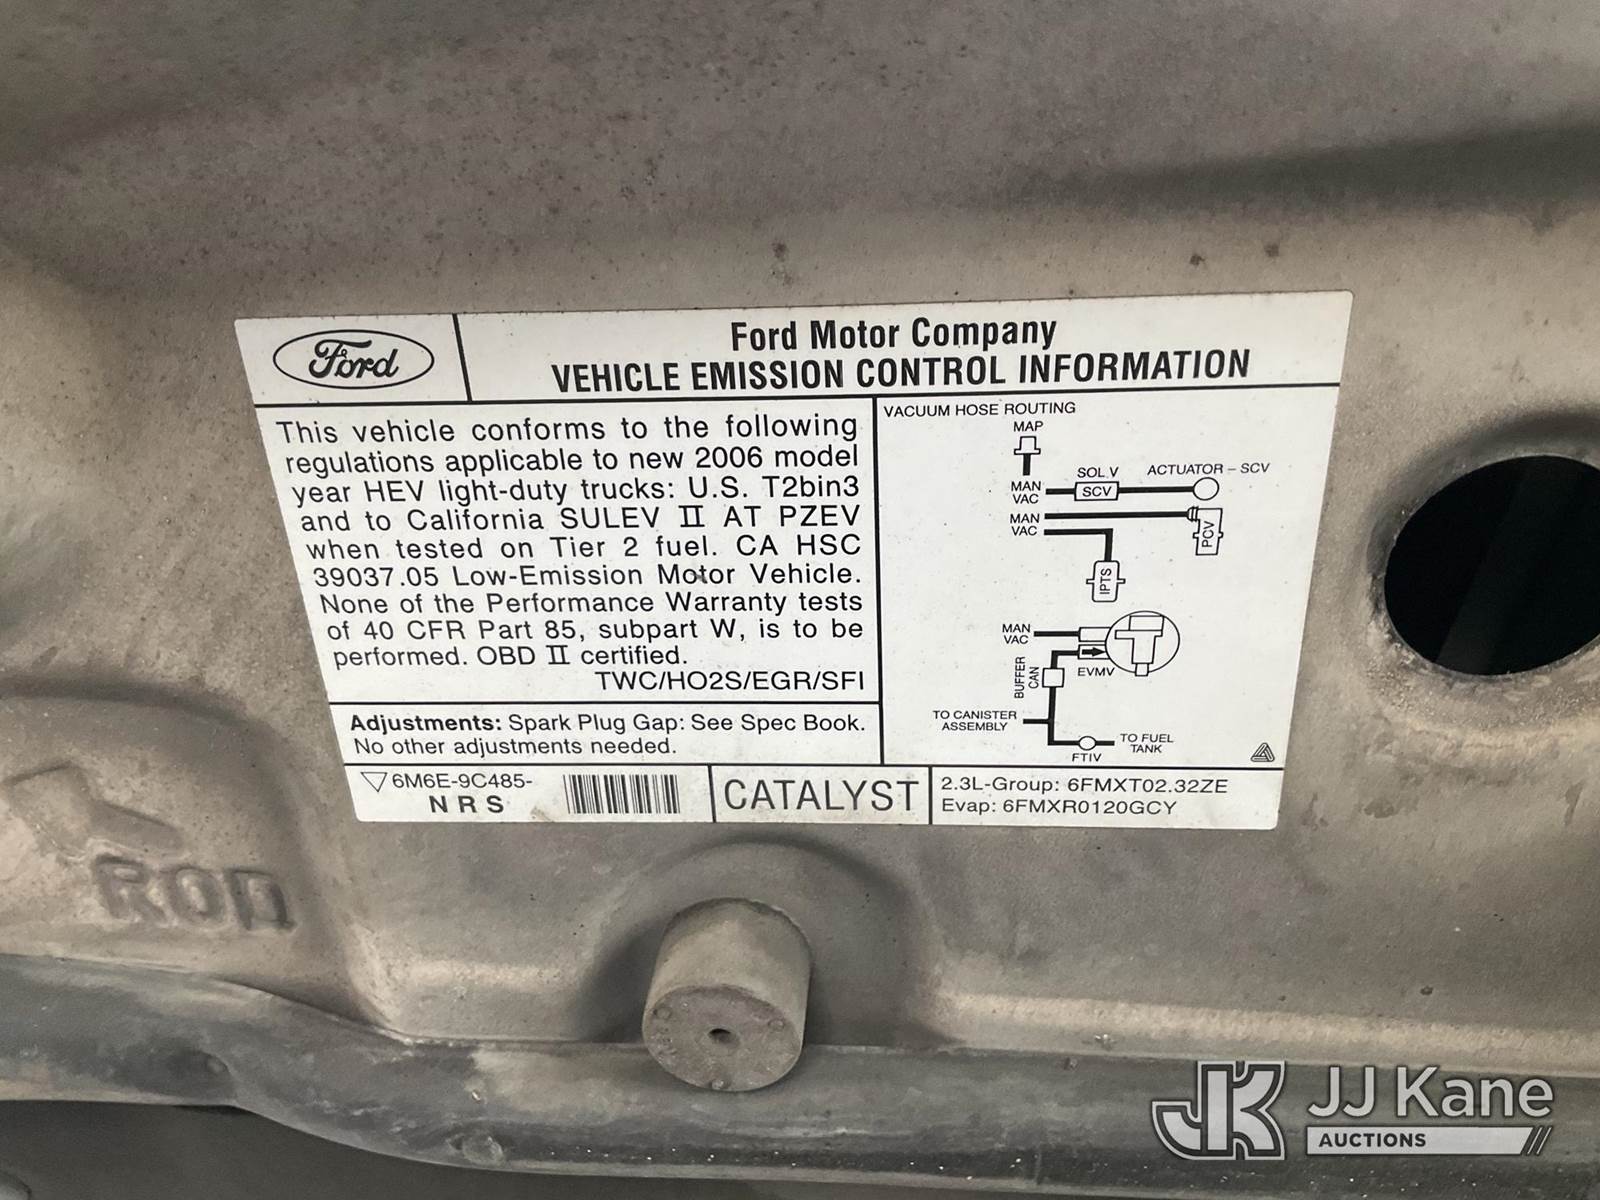 Ford
Ford Motor Company
VEHICLE EMISSION CONTROL INFORMATION
This vehicle conforms to the following
regulations applicable to new 2006 model
year HEV light-duty trucks: U.S. T2bin3
and to California SULEV II AT PZEV
when tested on Tier 2 fuel. CA HSC
39037.05 Low-Emission Motor Vehicle.
None of the Performance Warranty tests
of 40 CFR Part 85, subpart W, is to be
performed. OBD II certified.
TWC/HO2S/EGR/SFI
Adjustments: Spark Plug Gap: See Spec Book.
No other adjustments needed.
VACUUM HOSE ROUTING
MAP
MAN
VAC
SOL V
SCV
ACTUATOR - SCV
MAN
VAC
PCV
IPTS
MAN
VAC
EVMV
BUFFER
CAN
TO CANISTER
ASSEMBLY
TO FUEL
TANK
FTIV
6M6E-9C485-
NRS
CATALYST
2.3L-Group: 6FMXT02.32ZE
Evap: 6FMXR0120GCY
ROD
JK JJ Kane
AUCTIONS